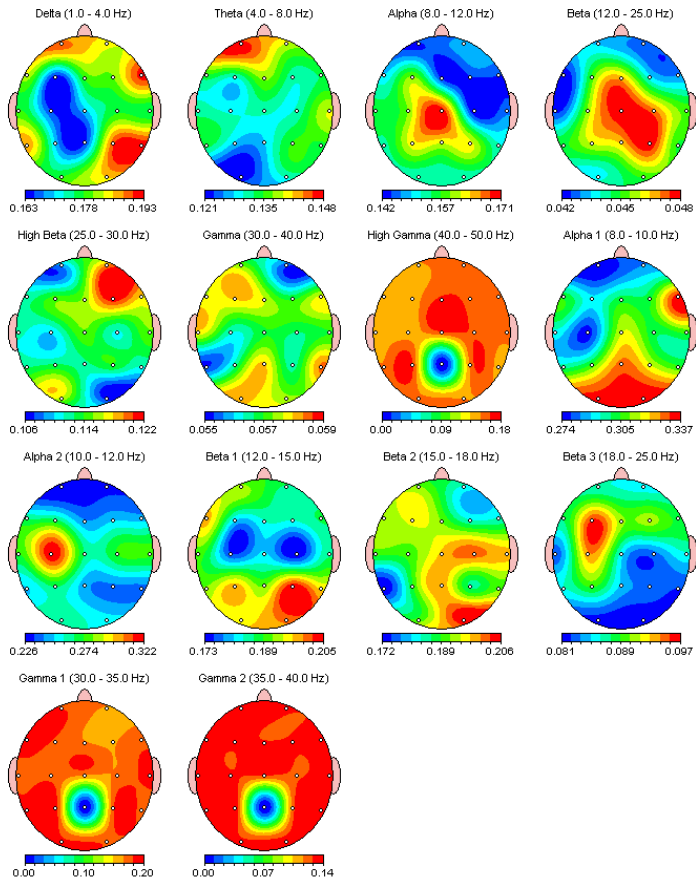 Delta (1.0 - 4.0 Hz) Theta (4.0 - 8.0 Hz) Alpha (8.0 - 12.0 Hz) Beta (12.0 - 25.0 Hz)
0.163 0.178 0.193 0.121 0.135 0.148 0.142 0.157 0.171 0.042 0.045 0.048
High Beta (25.0 - 30.0 Hz) Gamma (30.0 - 40.0 Hz) High Gamma (40.0 - 50.0 Hz) Alpha 1 (8.0 - 10.0 Hz)
0.106 0.114 0.122 0.055 0.057 0.059 0.00 0.09 0.18 0.274 0.305 0.337
Alpha 2 (10.0 - 12.0 Hz) Beta 1 (12.0 - 15.0 Hz) Beta 2 (15.0 - 18.0 Hz) Beta 3 (18.0 - 25.0 Hz)
0.226 0.274 0.322 0.173 0.189 0.205 0.172 0.189 0.206 0.081 0.089 0.097
Gamma 1 (30.0 - 35.0 Hz) Gamma 2 (35.0 - 40.0 Hz)
0.00 0.10 0.20 0.00 0.07 0.14